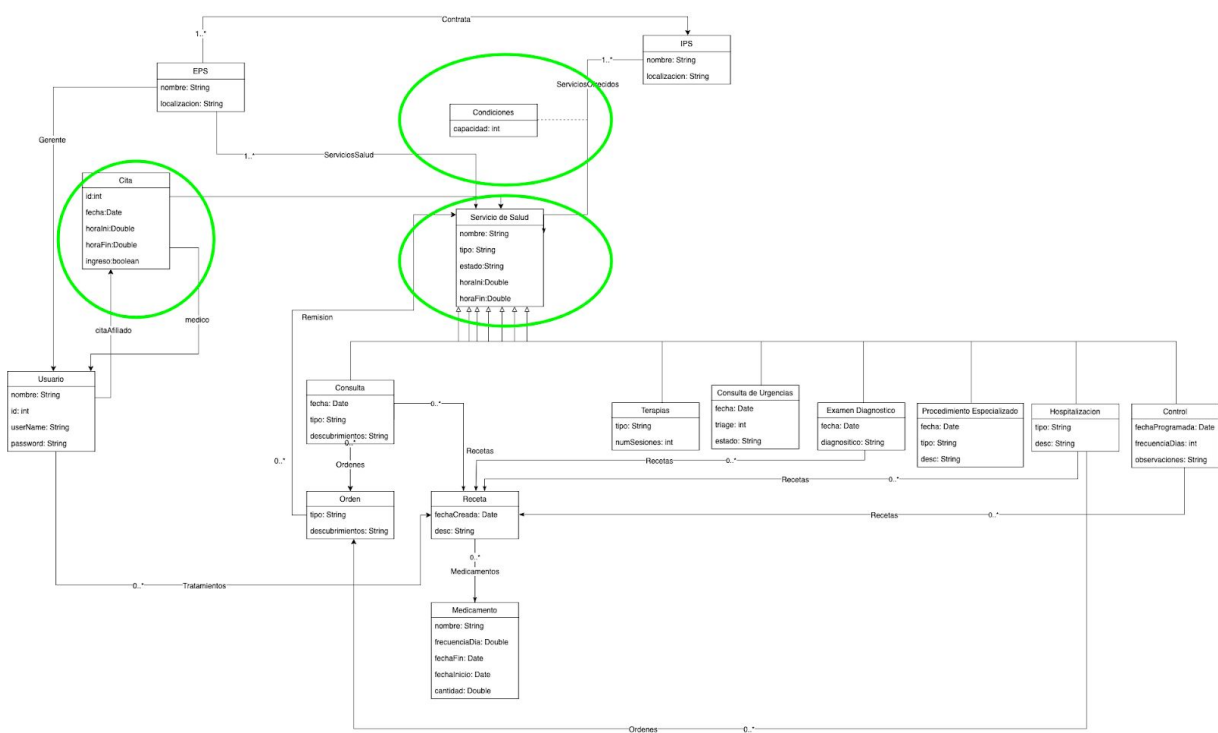 Contrata
1..*
IPS
nombre: String
localizacion: String
EPS
nombre: String
localizacion: String
1..*
ServiciosOfrecidos
Condiciones
capacidad: int
Gerente
1..*
ServiciosSalud
Cita
id:int
fecha:Date
horaIni:Double
horaFin:Double
ingreso:boolean
Servicio de Salud
nombre: String
tipo: String
estado:String
horaIni:Double
horaFin:Double
Remision
medico
citaAfiliado
Usuario
nombre: String
id: int
userName: String
password: String
Consulta
fecha: Date
tipo: String
descubrimientos: String
0..*
Ordenes
0..*
Recetas
Terapias
tipo: String
numSesiones: int
Consulta de Urgencias
fecha: Date
triage: int
estado: String
Examen Diagnostico
fecha: Date
diagnositico: String
Procedimiento Especializado
fecha: Date
tipo: String
desc: String
Hospitalizacion
tipo: String
desc: String
Control
fechaProgramada: Date
frecuenciaDias: int
observaciones: String
0..*
Recetas
0..*
Recetas
0..*
Recetas
0..*
Orden
tipo: String
descubrimientos: String
Receta
fechaCreada: Date
desc: String
0..*
Medicamentos
0..*
Tratamientos
Medicamento
nombre: String
frecuenciaDia: Double
fechaFin: Date
fechaInicio: Date
cantidad: Double
Ordenes
0..*